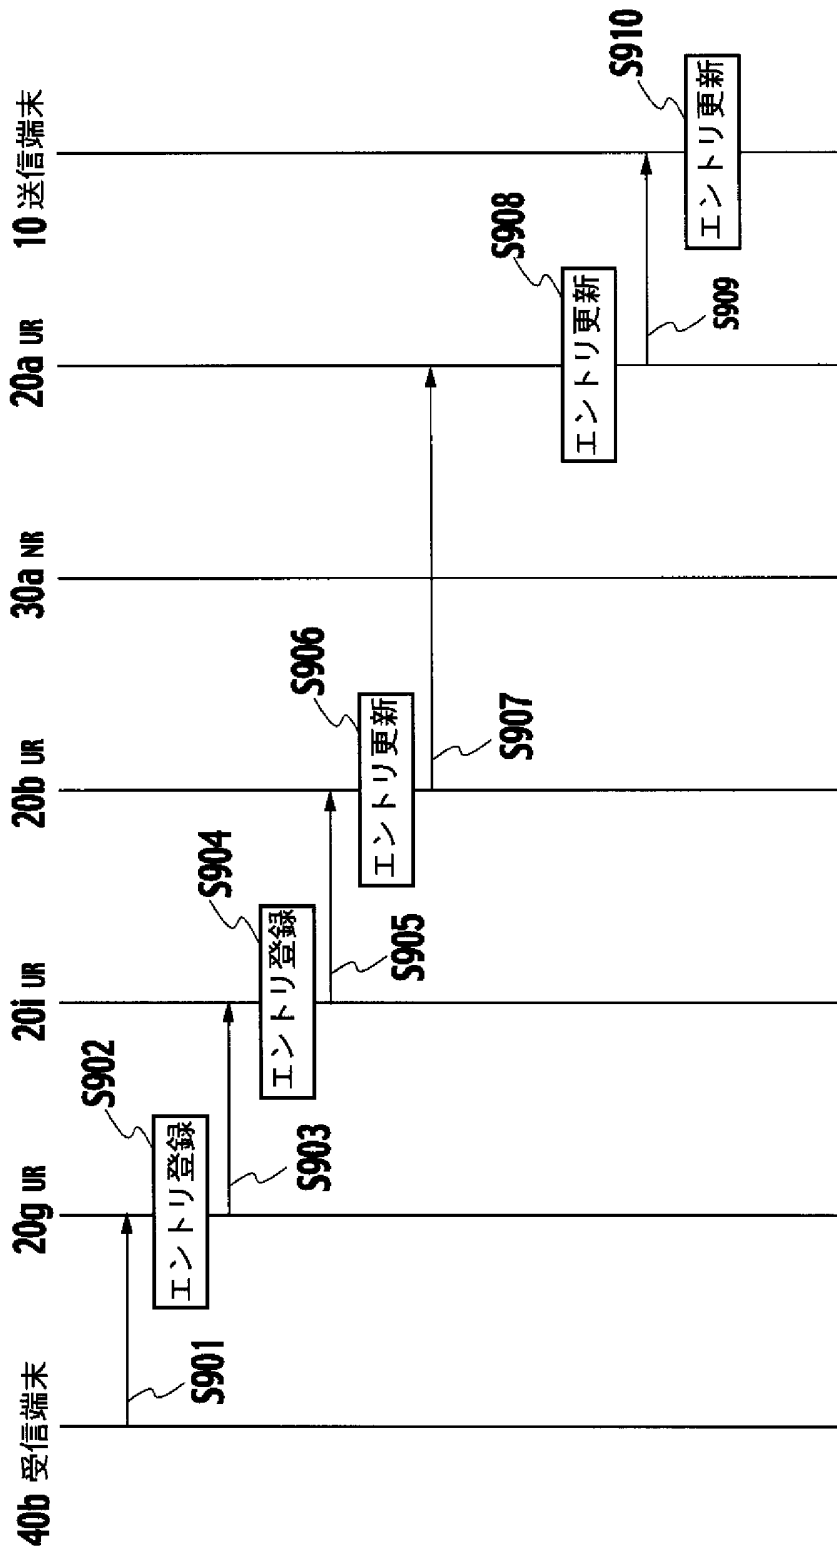 40b 受信端末
20g UR
20i UR
20b UR
30a NR
20a UR
10 送信端末
S901
エントリ登録
S902
S903
エントリ登録
S904
S905
エントリ更新
S906
S907
エントリ更新
S908
S909
エントリ更新
S910